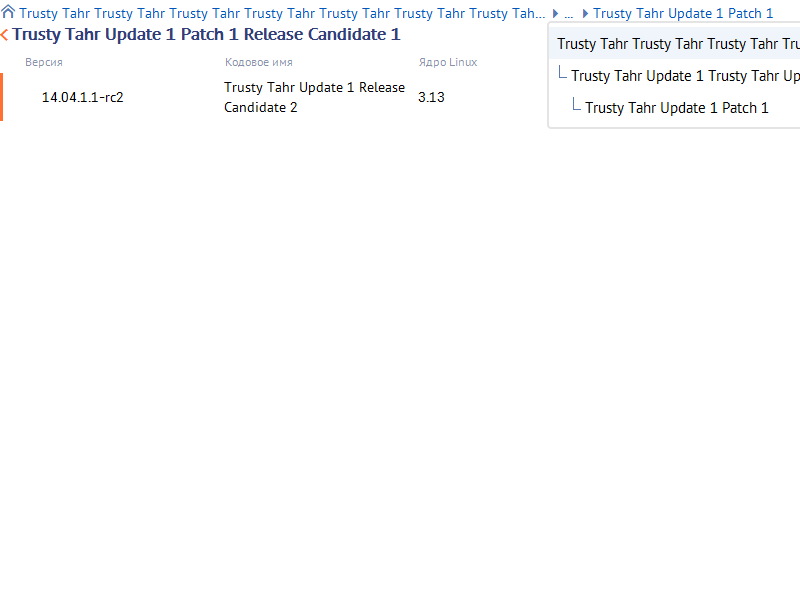 Trusty Tahr Trusty Tahr Trusty Tahr Trusty Tahr Trusty Tahr Trusty Tahr Trusty Tah... ... Trusty Tahr Update 1 Patch 1
Trusty Tahr Update 1 Patch 1 Release Candidate 1
Trusty Tahr Trusty Tahr Trusty Tahr Tru
Версия Кодовое имя Ядро Linux
Trusty Tahr Update 1 Trusty Tahr Up
14.04.1.1-rc2 Trusty Tahr Update 1 Release Candidate 2 3.13
Trusty Tahr Update 1 Patch 1